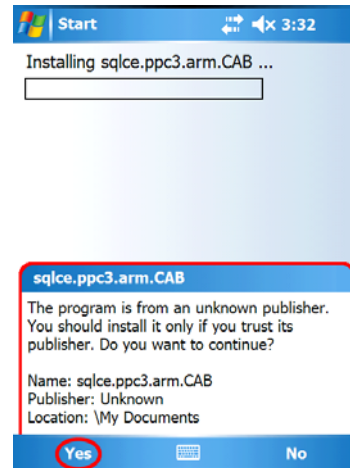 Start 3:32
Installing sqlce.ppc3.arm.CAB ...
sqlce.ppc3.arm.CAB
The program is from an unknown publisher.
You should install it only if you trust its
publisher. Do you want to continue?
Name: sqlce.ppc3.arm.CAB
Publisher: Unknown
Location: \My Documents
Yes No